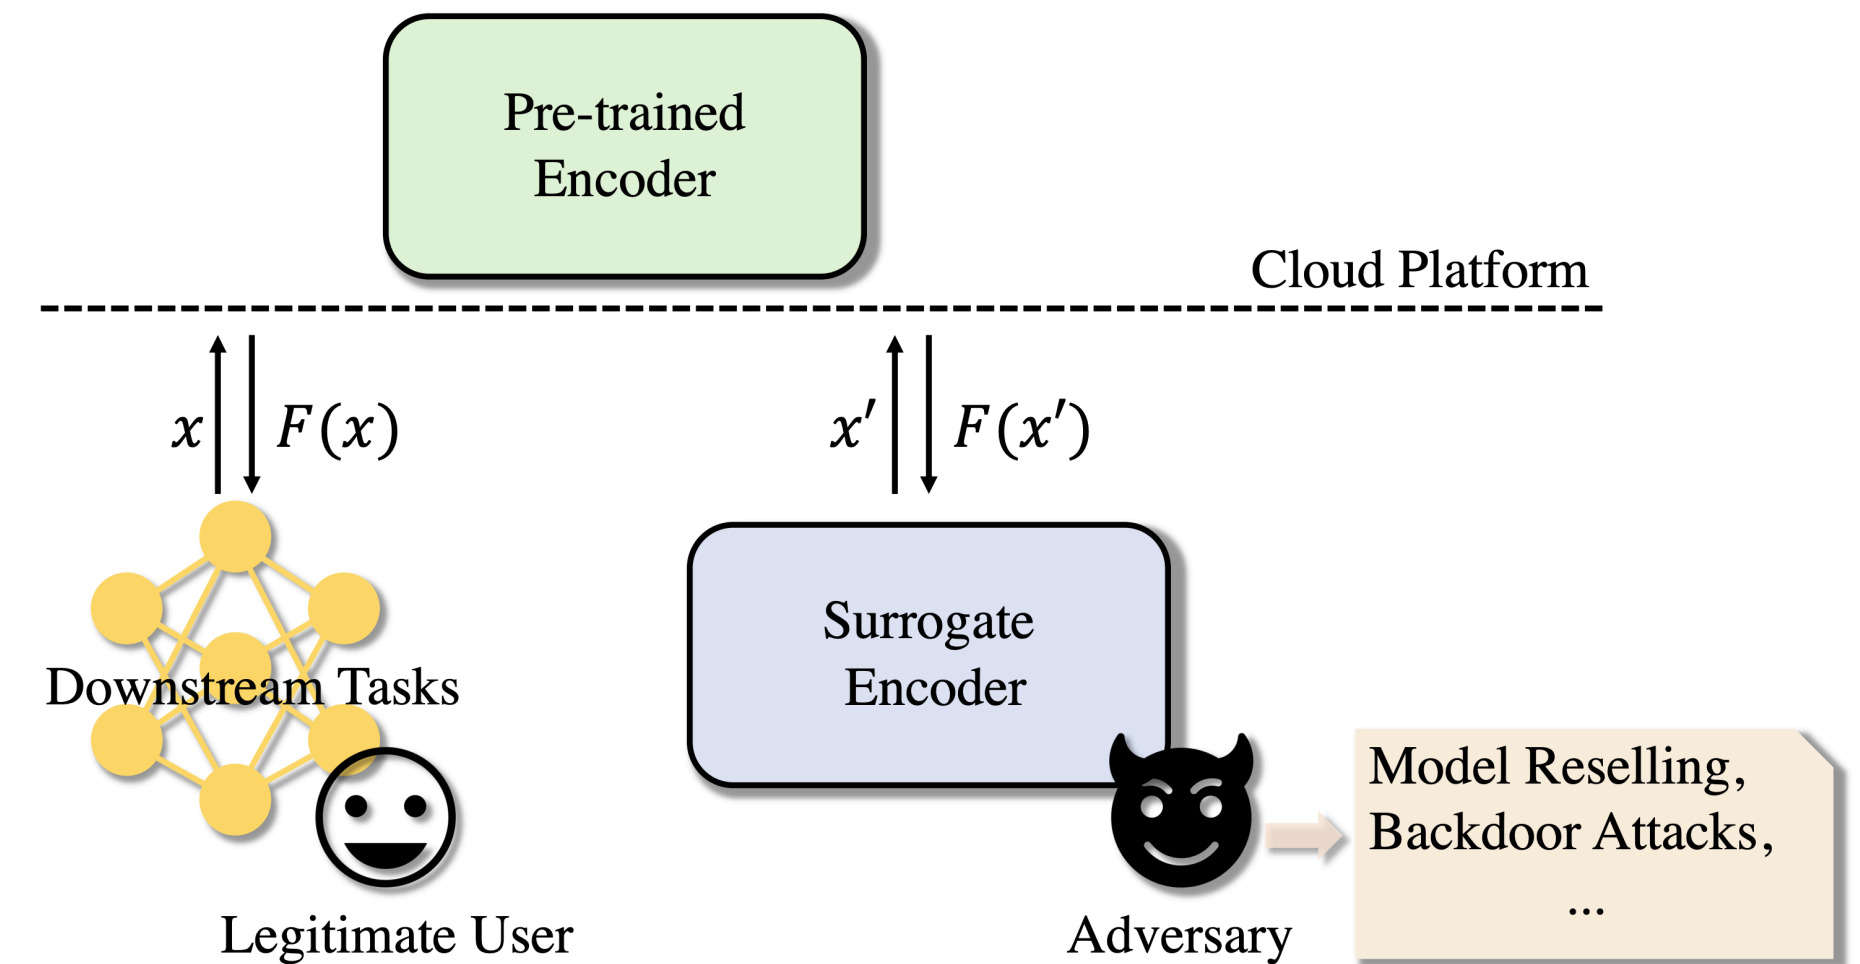 Pre-trained
Encoder
Cloud Platform
x
F(x)
x′
F(x′)
Downstream Tasks
Surrogate
Encoder
Legitimate User
Adversary
Model Reselling,
Backdoor Attacks,
...